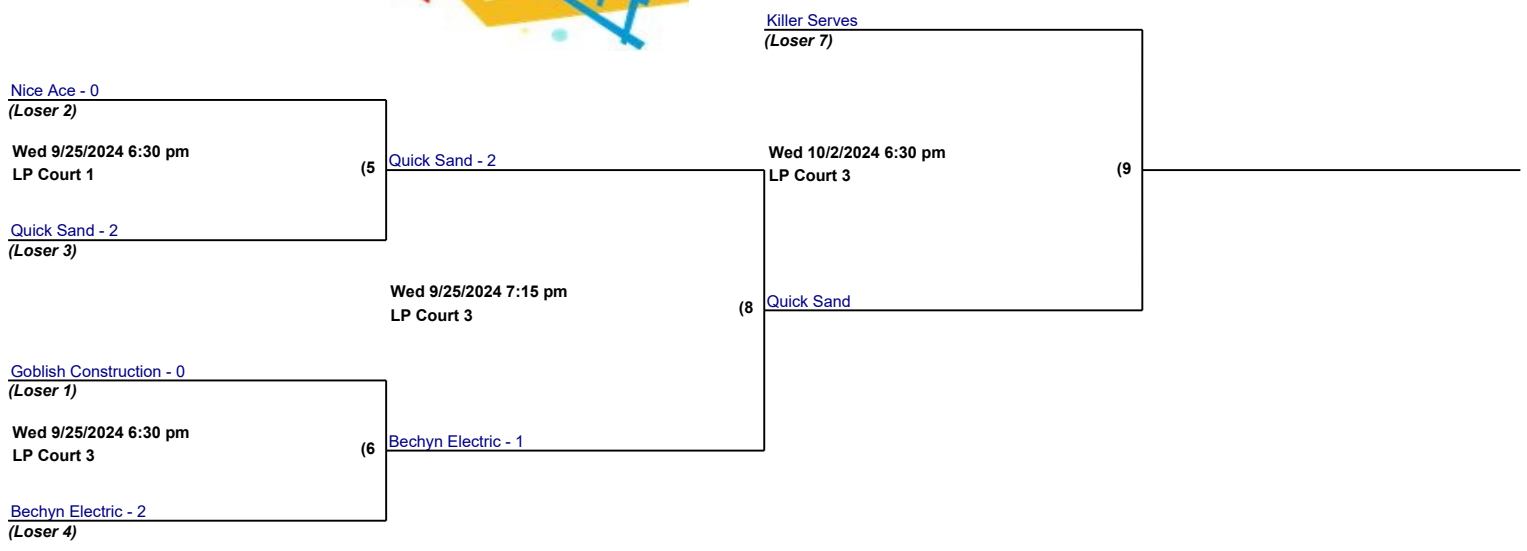 Killer Serves
(Loser 7)
Nice Ace - 0
(Loser 2)
Wed 9/25/2024 6:30 pm
LP Court 1
(5
Quick Sand - 2
Wed 10/2/2024 6:30 pm
LP Court 3
(9
Quick Sand - 2
(Loser 3)
Wed 9/25/2024 7:15 pm
LP Court 3
(8
Quick Sand
Goblish Construction - 0
(Loser 1)
Wed 9/25/2024 6:30 pm
LP Court 3
(6
Bechyn Electric - 1
Bechyn Electric - 2
(Loser 4)